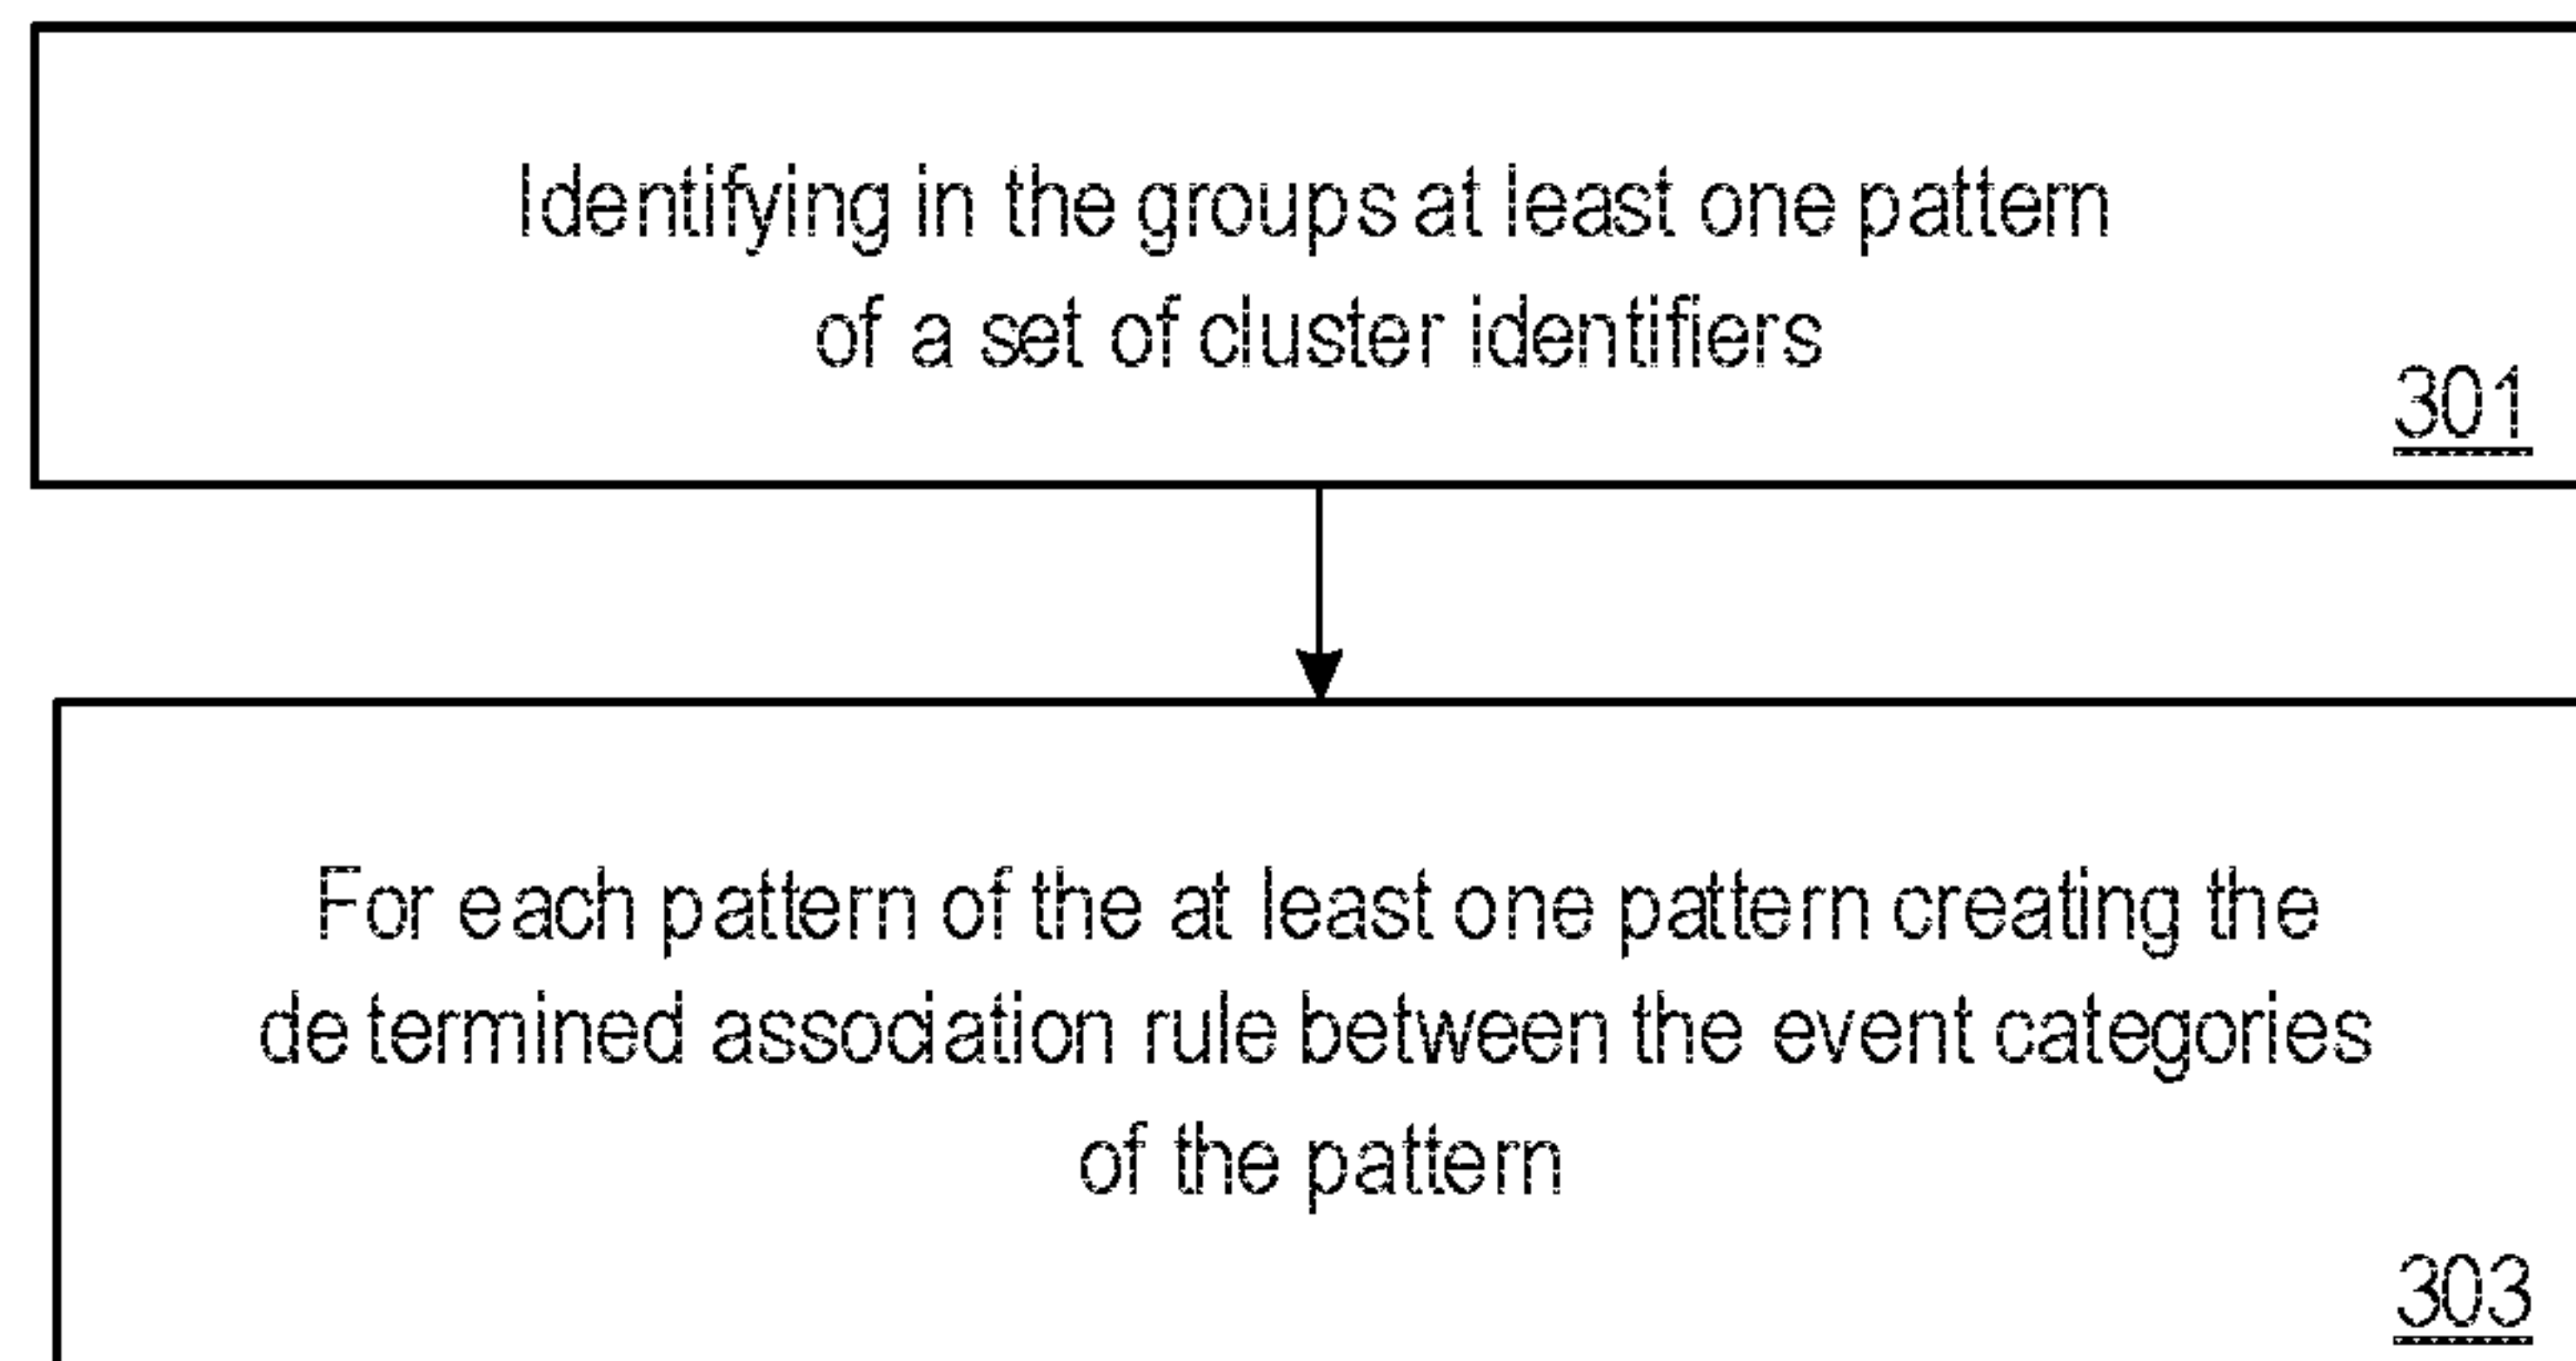 Identifying in the groups at least one pattern
of a set of cluster identifiers
301
For each pattern of the at least one pattern creating the
determined association rule between the event categories
of the pattern
303